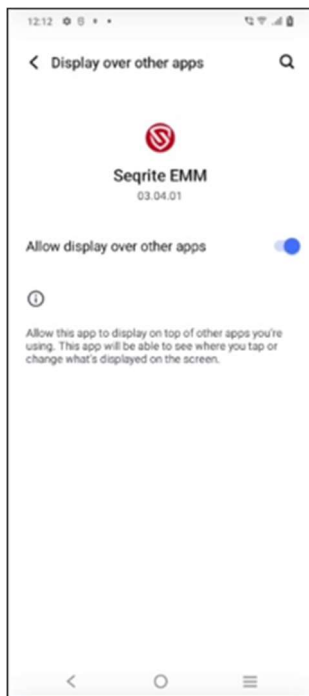 12:12
Display over other apps
Seqrite EMM
03.04.01
Allow display over other apps
Allow this app to display on top of other apps you're
using. This app will be able to see where you tap or
change what's displayed on the screen.